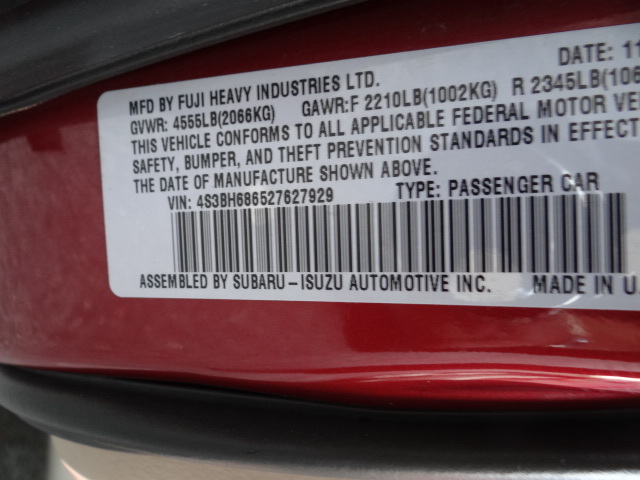 DATE: 11
MFD BY FUJI HEAVY INDUSTRIES LTD.
GVWR: 4555LB(2066KG) GAWR:F 2210LB(1002KG) R 2345LB(106
THIS VEHICLE CONFORMS TO ALL APPLICABLE FEDERAL MOTOR VEH
SAFETY, BUMPER, AND THEFT PREVENTION STANDARDS IN EFFECT
THE DATE OF MANUFACTURE SHOWN ABOVE.
VIN: 4S3BH686527627929 TYPE: PASSENGER CAR
ASSEMBLED BY SUBARU-ISUZU AUTOMOTIVE INC. MADE IN U.